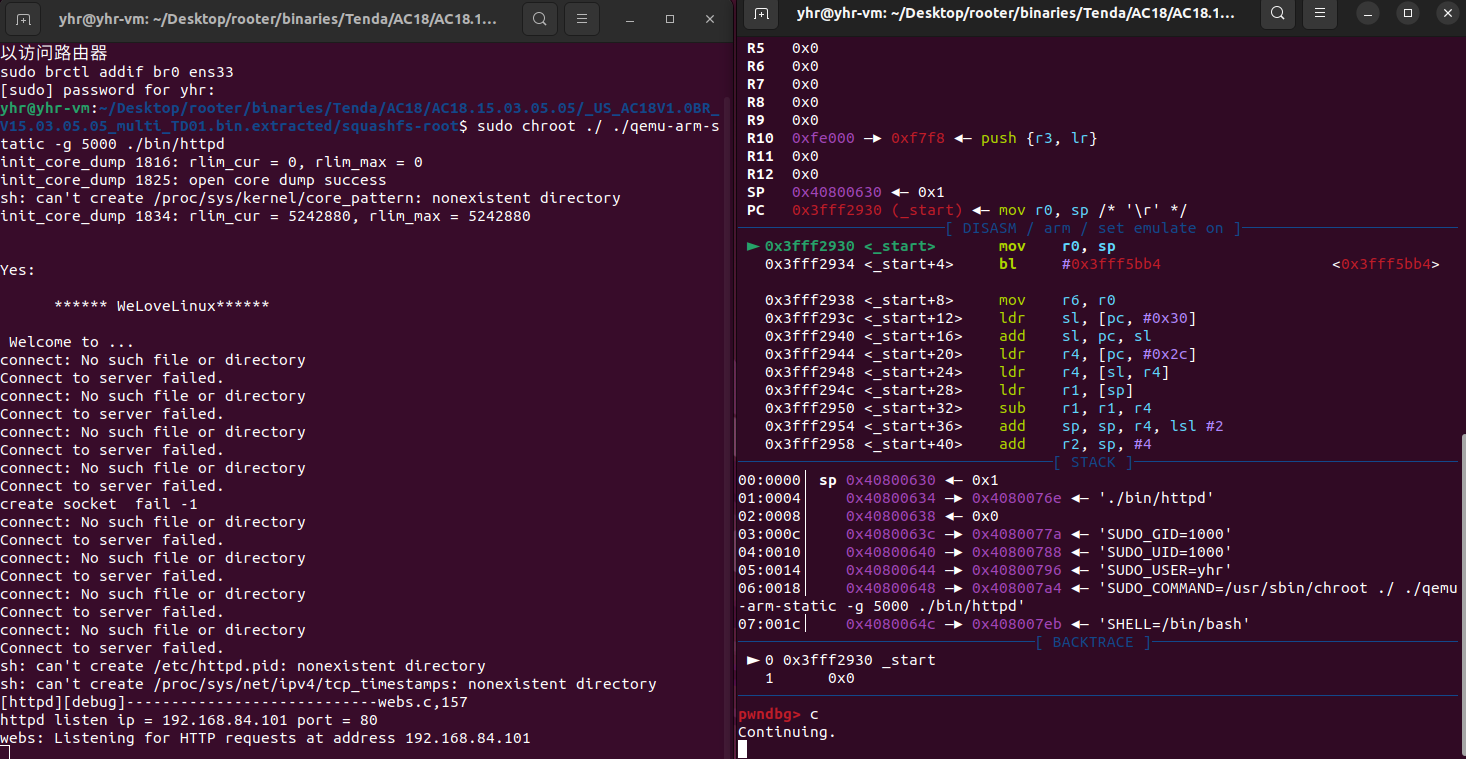 yhr@yhr-vm: ~/Desktop/rooter/binaries/Tenda/AC18/AC18.1...
以访问路由器
sudo brctl addif br0 ens33
[sudo] password for yhr:
yhr@yhr-vm:~/Desktop/rooter/binaries/Tenda/AC18/AC18.15.03.05.05/_US_AC18V1.0BR_
V15.03.05.05_multi_TD01.bin.extracted/squashfs-root$ sudo chroot ./ ./qemu-arm-s
tatic -g 5000 ./bin/httpd
init_core_dump 1816: rlim_cur = 0, rlim_max = 0
init_core_dump 1825: open core dump success
sh: can't create /proc/sys/kernel/core_pattern: nonexistent directory
init_core_dump 1834: rlim_cur = 5242880, rlim_max = 5242880
Yes:
****** WeLoveLinux******
Welcome to ...
connect: No such file or directory
Connect to server failed.
connect: No such file or directory
Connect to server failed.
connect: No such file or directory
Connect to server failed.
connect: No such file or directory
Connect to server failed.
create socket  fail -1
connect: No such file or directory
Connect to server failed.
connect: No such file or directory
Connect to server failed.
connect: No such file or directory
Connect to server failed.
connect: No such file or directory
Connect to server failed.
sh: can't create /etc/httpd.pid: nonexistent directory
sh: can't create /proc/sys/net/ipv4/tcp_timestamps: nonexistent directory
[httpd][debug]----------------------------webs.c,157
httpd listen ip = 192.168.84.101 port = 80
webs: Listening for HTTP requests at address 192.168.84.101
yhr@yhr-vm: ~/Desktop/rooter/binaries/Tenda/AC18/AC18.1...
R5   0x0
R6   0x0
R7   0x0
R8   0x0
R9   0x0
R10  0xfe000 —▸ 0xf7f8 ◂— push {r3, lr}
R11  0x0
R12  0x0
SP   0x40800630 ◂— 0x1
PC   0x3fff2930 (_start) ◂— mov r0, sp /* '\r' */
[ DISASM / arm / set emulate on ]
► 0x3fff2930 <_start>       mov    r0, sp
0x3fff2934 <_start+4>     bl     #0x3fff5bb4                     <0x3fff5bb4>
0x3fff2938 <_start+8>     mov    r6, r0
0x3fff293c <_start+12>    ldr    sl, [pc, #0x30]
0x3fff2940 <_start+16>    add    sl, pc, sl
0x3fff2944 <_start+20>    ldr    r4, [pc, #0x2c]
0x3fff2948 <_start+24>    ldr    r4, [sl, r4]
0x3fff294c <_start+28>    ldr    r1, [sp]
0x3fff2950 <_start+32>    sub    r1, r1, r4
0x3fff2954 <_start+36>    add    sp, sp, r4, lsl #2
0x3fff2958 <_start+40>    add    r2, sp, #4
[ STACK ]
00:0000│ sp 0x40800630 ◂— 0x1
01:0004│    0x40800634 —▸ 0x4080076e ◂— './bin/httpd'
02:0008│    0x40800638 ◂— 0x0
03:000c│    0x4080063c —▸ 0x4080077a ◂— 'SUDO_GID=1000'
04:0010│    0x40800640 —▸ 0x40800788 ◂— 'SUDO_UID=1000'
05:0014│    0x40800644 —▸ 0x40800796 ◂— 'SUDO_USER=yhr'
06:0018│    0x40800648 —▸ 0x408007a4 ◂— 'SUDO_COMMAND=/usr/sbin/chroot ./ ./qemu
-arm-static -g 5000 ./bin/httpd'
07:001c│    0x4080064c —▸ 0x408007eb ◂— 'SHELL=/bin/bash'
[ BACKTRACE ]
► 0 0x3fff2930 _start
1      0x0
pwndbg> c
Continuing.